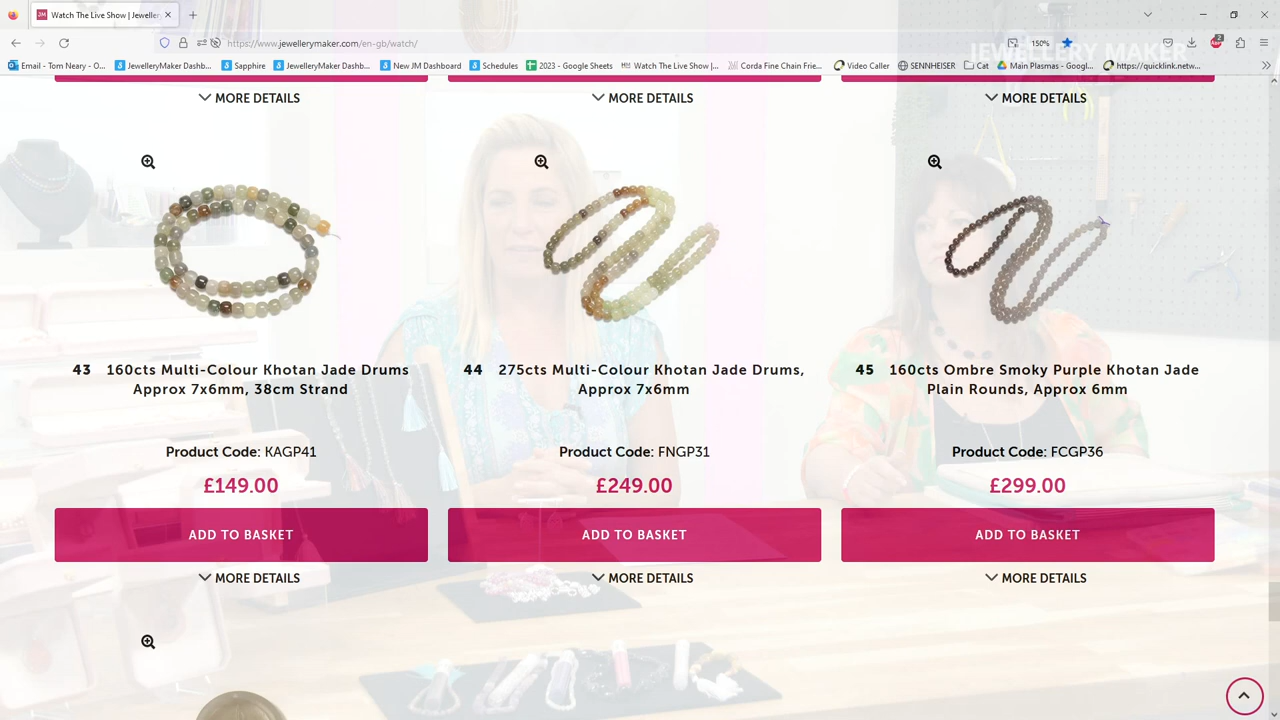 Watch The Live Show | Jeweller
https://www.jewellerymaker.com/en-gb/watch/
150%
2
JEWELLERY MAKER
Email - Tom Neary - O...
JewelleryMaker Dashb...
Sapphire
JewelleryMaker Dashb...
New JM Dashboard
Schedules
2023 - Google Sheets
Watch The Live Show |...
Corda Fine Chain Frie...
Video Caller
SENNHEISER
Cat
Main Plasmas - Googl...
https://quicklink.netw...
MORE DETAILS
MORE DETAILS
MORE DETAILS
43 160cts Multi-Colour Khotan Jade Drums
Approx 7x6mm, 38cm Strand
44 275cts Multi-Colour Khotan Jade Drums,
Approx 7x6mm
45 160cts Ombre Smoky Purple Khotan Jade
Plain Rounds, Approx 6mm
Product Code: KAGP41
Product Code: FNGP31
Product Code: FCGP36
£149.00
£249.00
£299.00
ADD TO BASKET
ADD TO BASKET
ADD TO BASKET
MORE DETAILS
MORE DETAILS
MORE DETAILS